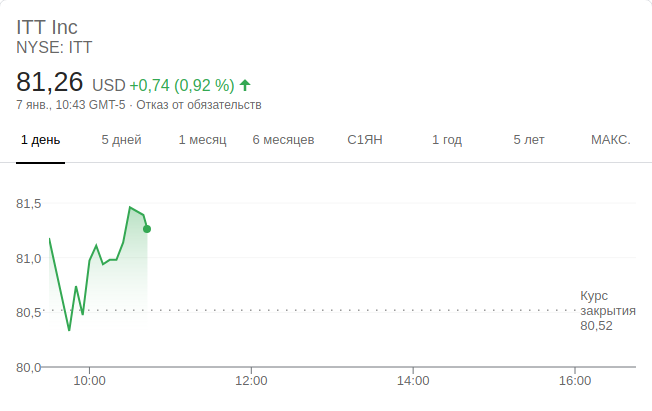 ITT Inc
NYSE: ITT
81,26 USD +0,74 (0,92 %)
7 янв., 10:43 GMT-5 · Отказ от обязательств
1 день 5 дней 1 месяц 6 месяцев С1ЯН 1 год 5 лет МАКС.
81,5
81,0
80,5
Курс
закрытия
80,52
80,0
10:00 12:00 14:00 16:00